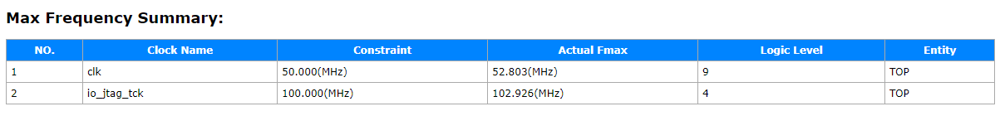 Max Frequency Summary:
NO. Clock Name Constraint Actual Fmax Logic Level Entity
1 clk 50.000(MHz) 52.803(MHz) 9 TOP
2 io_jtag_tck 100.000(MHz) 102.926(MHz) 4 TOP